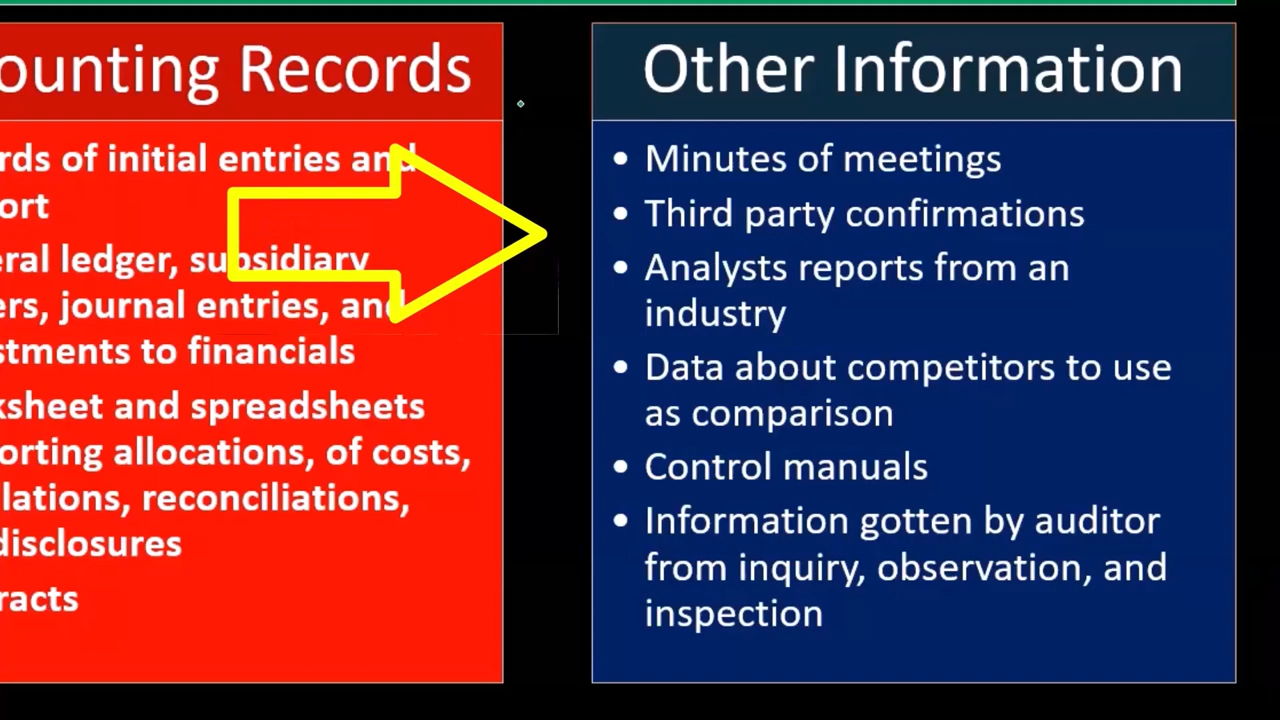 ounting Records
rds of initial entries and
ort
eral ledger, subsidiary
ers, journal entries, and
stments to financials
ksheet and spreadsheets
orting allocations, of costs,
lations, reconciliations,
disclosures
racts
Other Information
• Minutes of meetings
• Third party confirmations
• Analysts reports from an
industry
• Data about competitors to use
as comparison
• Control manuals
• Information gotten by auditor
from inquiry, observation, and
inspection